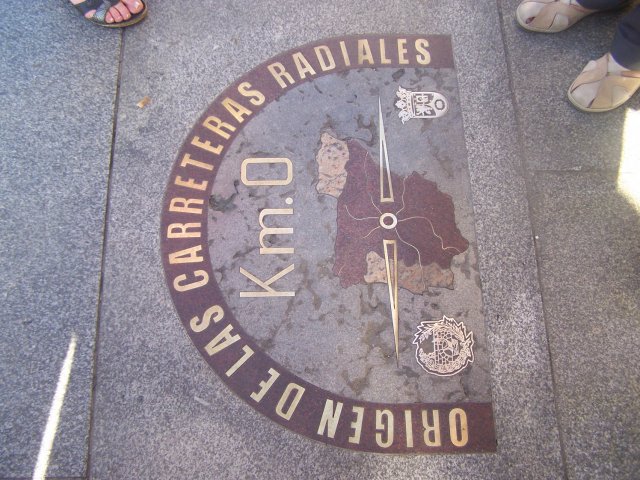 ORIGEN DE LAS CARRETERAS RADIALES
Km.0